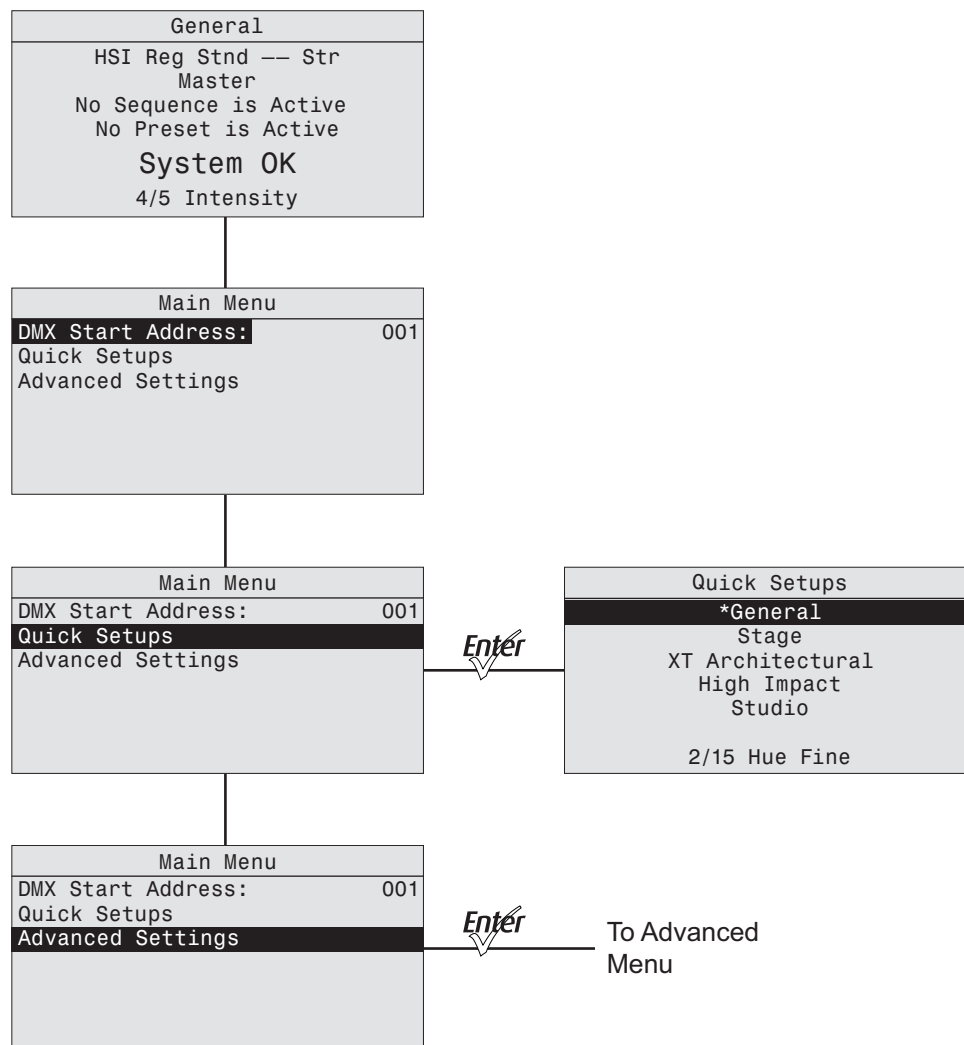 General
HSI Reg Stnd –– Str
Master
No Sequence is Active
No Preset is Active
System OK
4/5 Intensity
Main Menu
DMX Start Address: 001
Quick Setups
Advanced Settings
Main Menu
DMX Start Address: 001
Quick Setups
Advanced Settings
Enter
Quick Setups
*General
Stage
XT Architectural
High Impact
Studio
2/15 Hue Fine
Main Menu
DMX Start Address: 001
Quick Setups
Advanced Settings
Enter
To Advanced
Menu